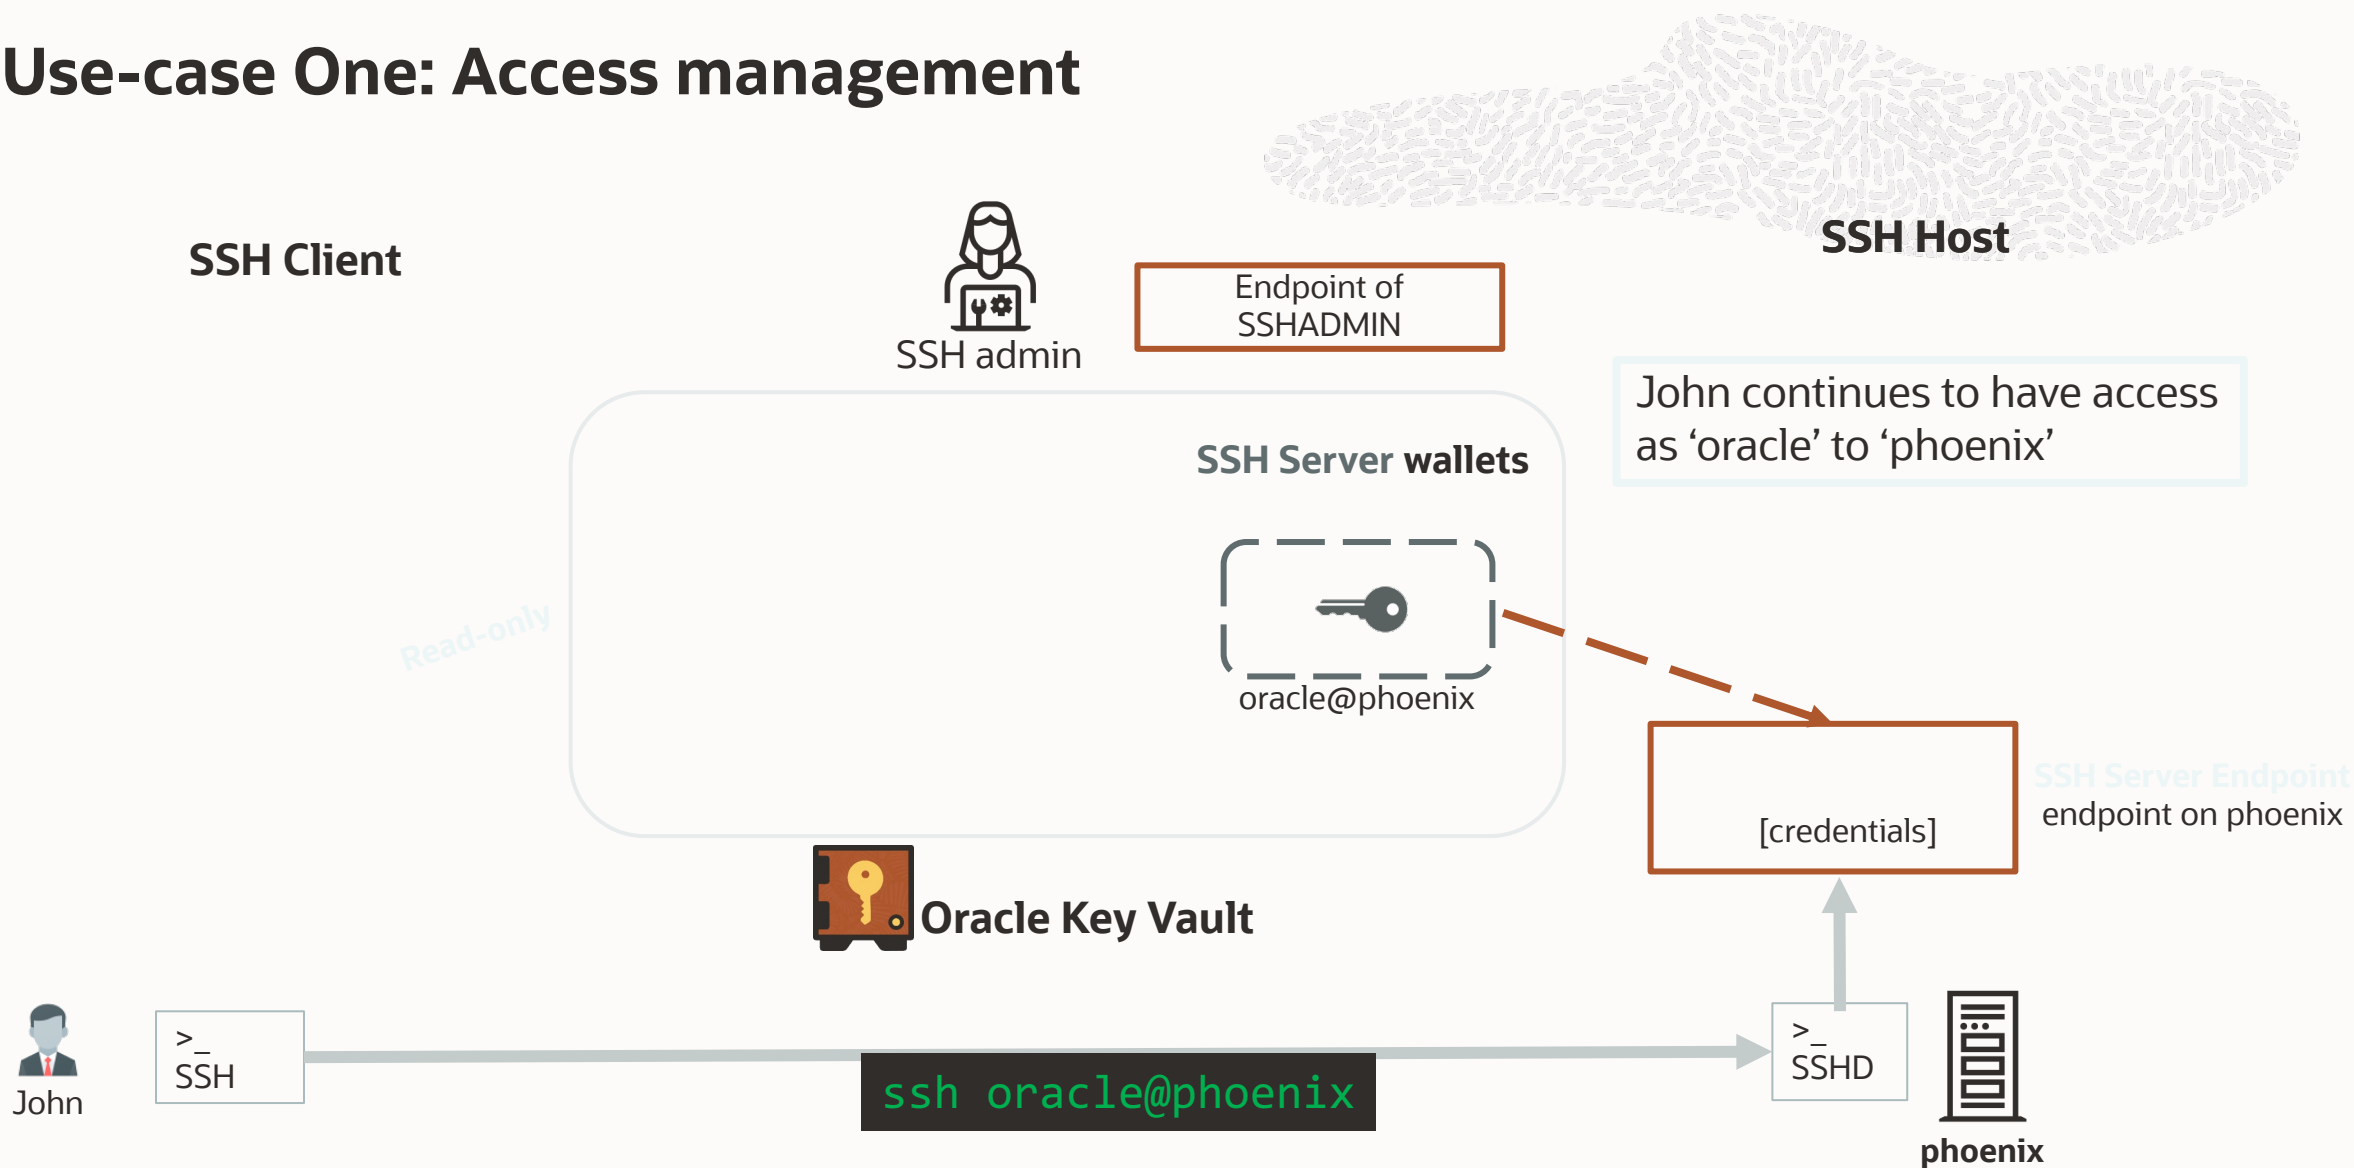 Use-case One: Access management
SSH Client
SSH Host
SSH admin
Endpoint of
SSHADMIN
John continues to have access
as ‘oracle’ to ‘phoenix’
SSH Server wallets
Read-only
oracle@phoenix
SSH Server Endpoint
endpoint on phoenix
[credentials]
Oracle Key Vault
>_
SSH
John
ssh oracle@phoenix
>_
SSHD
phoenix